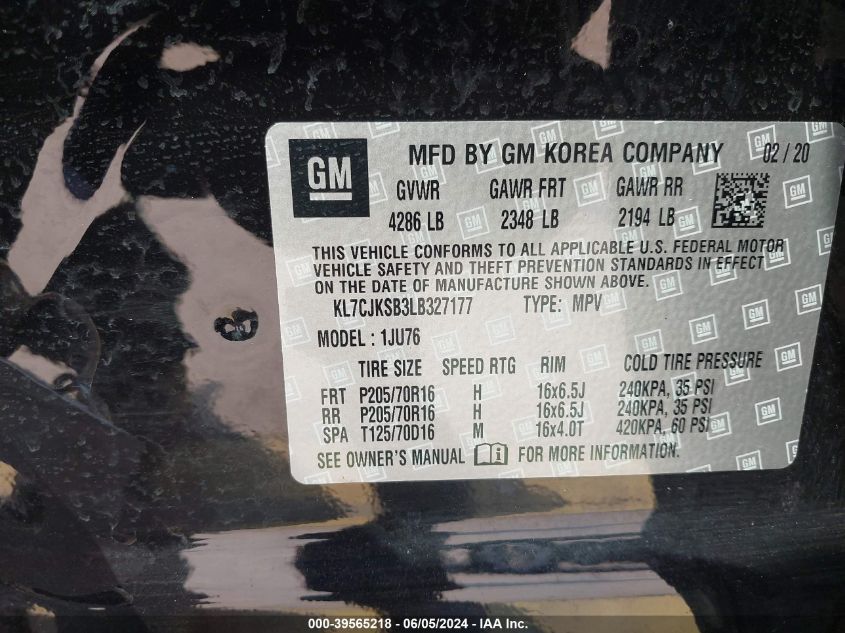 GM
MFD BY GM KOREA COMPANY 02/20
GVWR GAWR FRT GAWR RR
4286 LB 2348 LB 2194 LB
THIS VEHICLE CONFORMS TO ALL APPLICABLE U.S. FEDERAL MOTOR
VEHICLE SAFETY AND THEFT PREVENTION STANDARDS IN EFFECT
ON THE DATE OF MANUFACTURE SHOWN ABOVE.
KL7CJKSB3LB327177 TYPE: MPV
MODEL : 1JU76
TIRE SIZE SPEED RTG RIM COLD TIRE PRESSURE
FRT P205/70R16 H 16x6.5J 240KPA, 35 PSI
RR P205/70R16 H 16x6.5J 240KPA, 35 PSI
SPA T125/70D16 M 16x4.0T 420KPA, 60 PSI
SEE OWNER'S MANUAL FOR MORE INFORMATION.
000-39565218 - 06/05/2024 - IAA Inc.